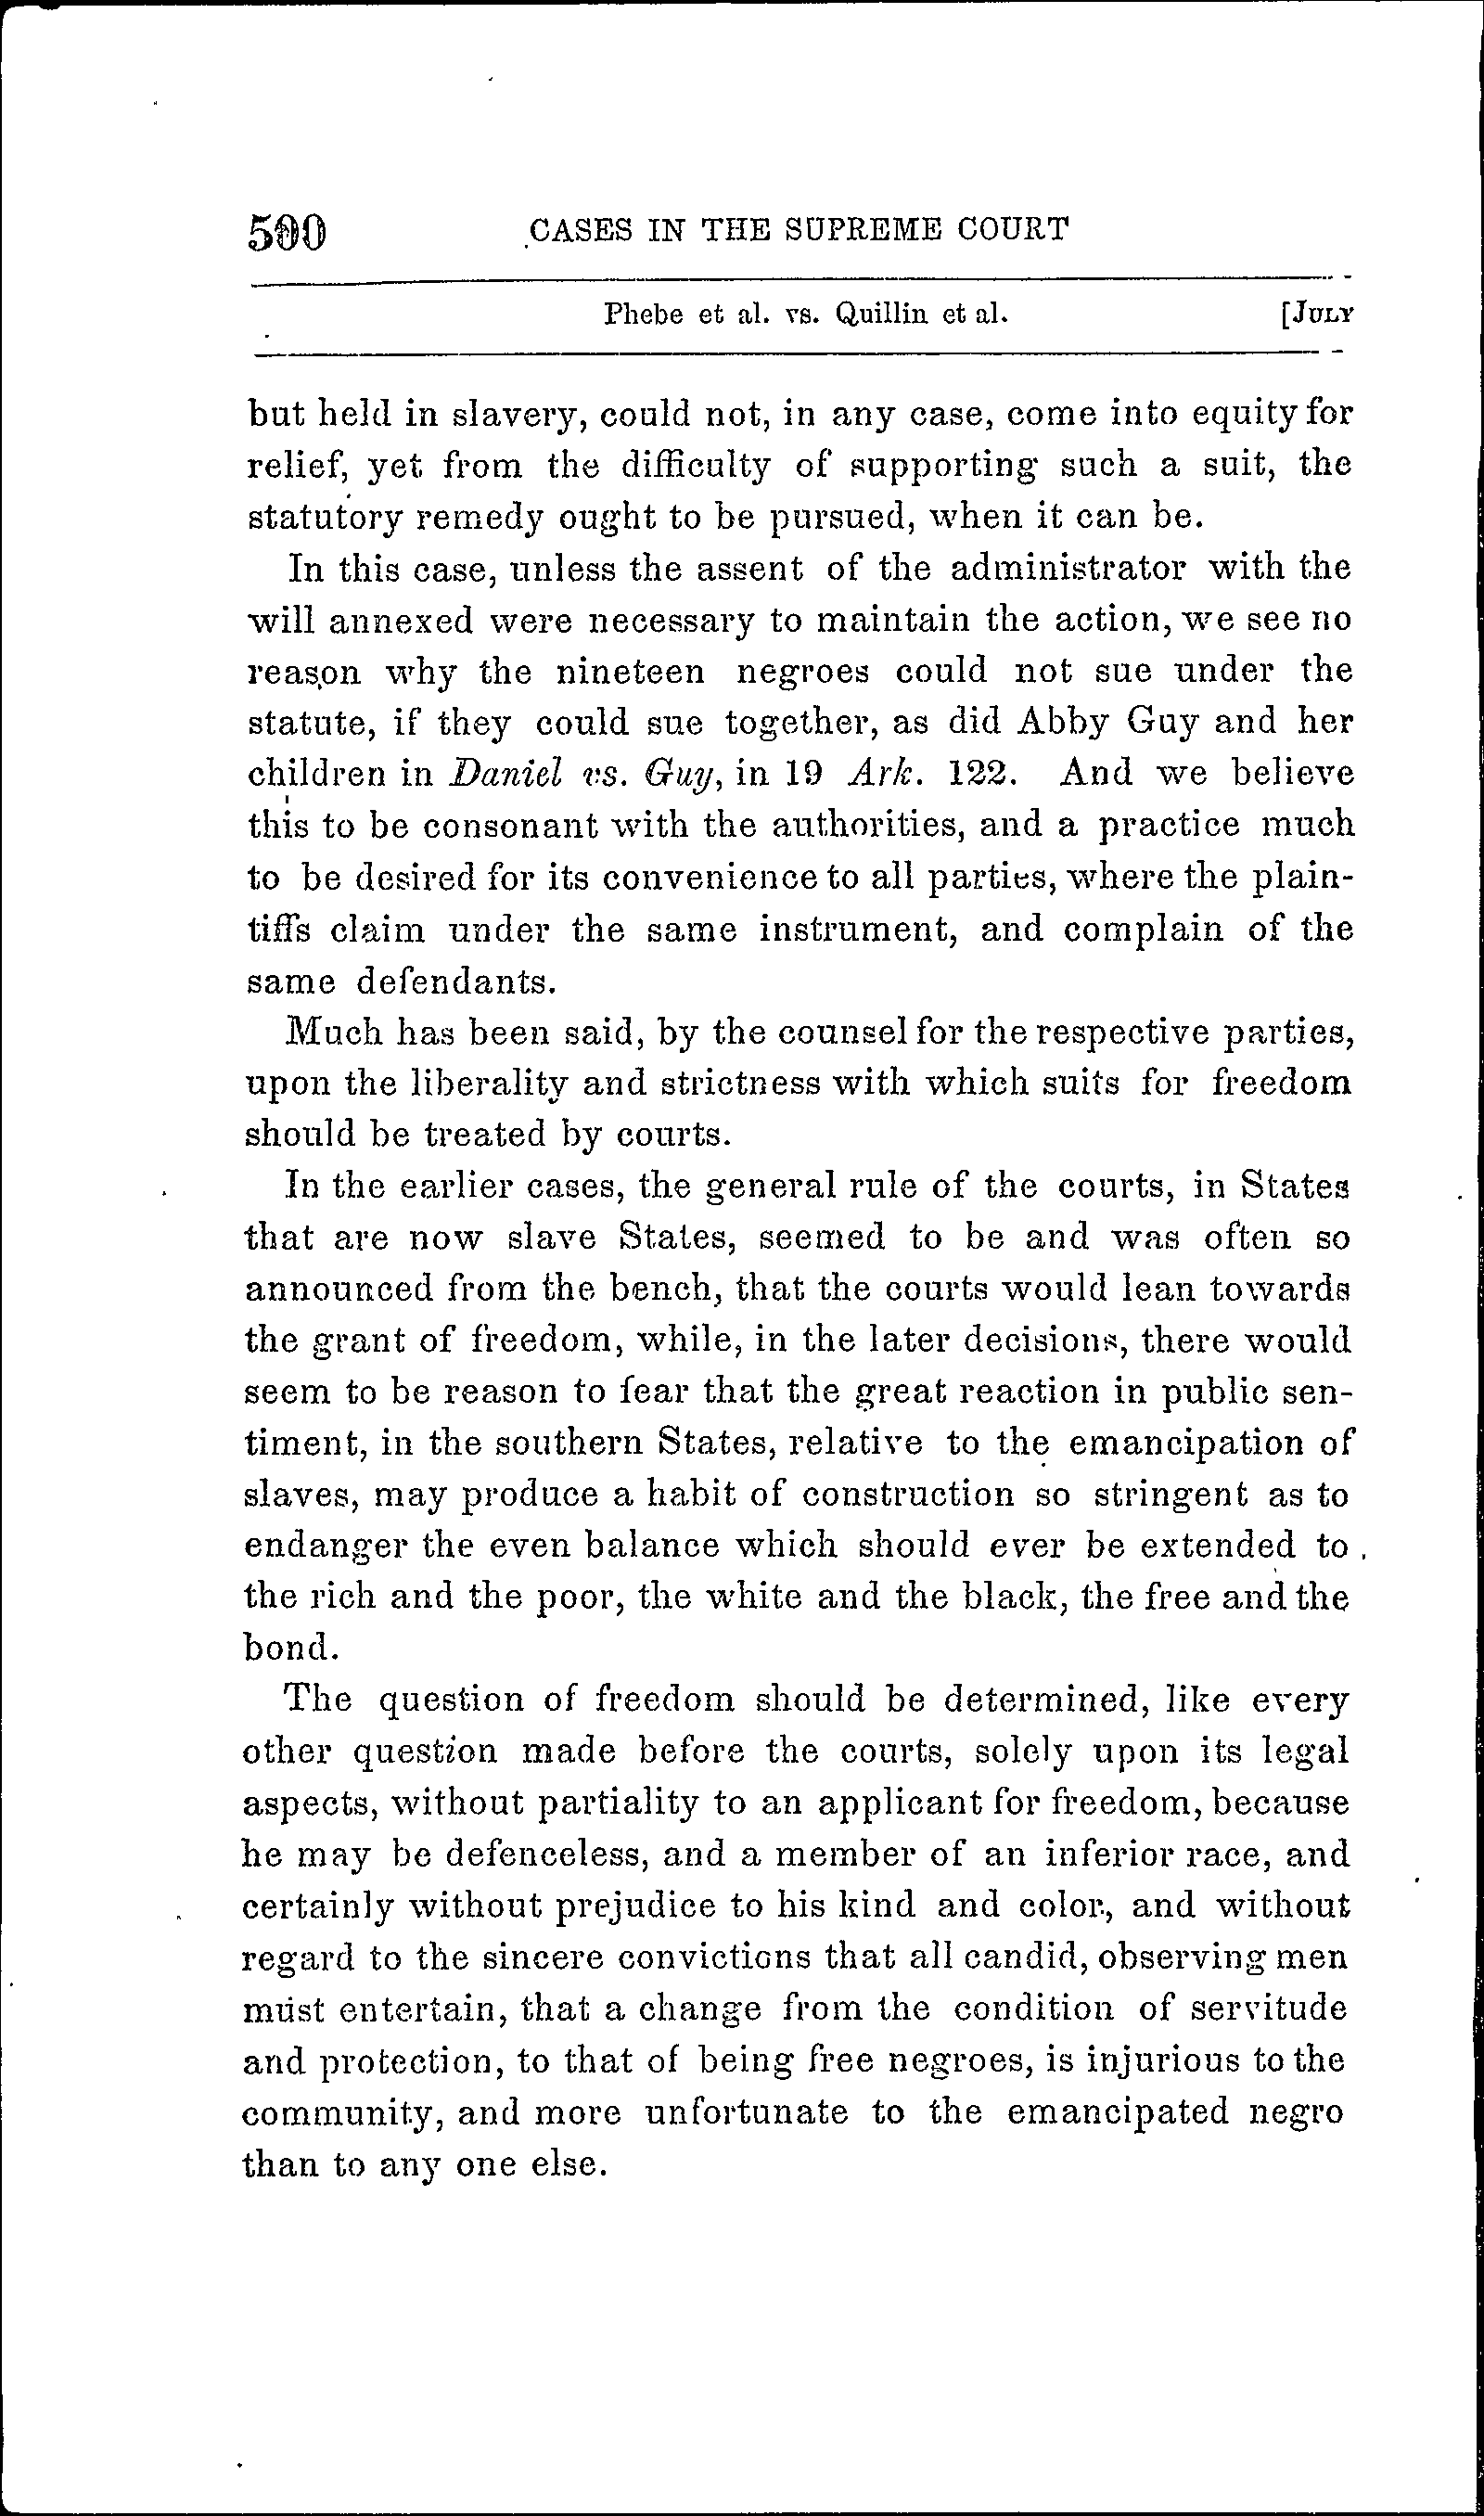 500 CASES IN THE SUPREME COURT
Phebe et al. vs. Quillin et al. [JULY
but held in slavery, could not, in any case, come into equity for
relief, yet from the difficulty of supporting such a suit, the
statutory remedy ought to be pursued, when it can be.
In this case, unless the assent of the administrator with the
will annexed were necessary to maintain the action, we see no
reason why the nineteen negroes could not sue under the
statute, if they could sue together, as did Abby Guy and her
children in Daniel vs. Guy, in 19 Ark. 122. And we believe
this to be consonant with the authorities, and a practice much
to be desired for its convenience to all parties, where the plain-
tiffs claim under the same instrument, and complain of the
same defendants.
Much has been said, by the counsel for the respective parties,
upon the liberality and strictness with which suits for freedom
should be treated by courts.
In the earlier cases, the general rule of the courts, in States
that are now slave States, seemed to be and was often so
announced from the bench, that the courts would lean towards
the grant of freedom, while, in the later decisions, there would
seem to be reason to fear that the great reaction in public sen-
timent, in the southern States, relative to the emancipation of
slaves, may produce a habit of construction so stringent as to
endanger the even balance which should ever be extended to
the rich and the poor, the white and the black, the free and the
bond.
The question of freedom should be determined, like every
other question made before the courts, solely upon its legal
aspects, without partiality to an applicant for freedom, because
he may be defenceless, and a member of an inferior race, and
certainly without prejudice to his kind and color, and without
regard to the sincere convictions that all candid, observing men
must entertain, that a change from the condition of servitude
and protection, to that of being free negroes, is injurious to the
community, and more unfortunate to the emancipated negro
than to any one else.